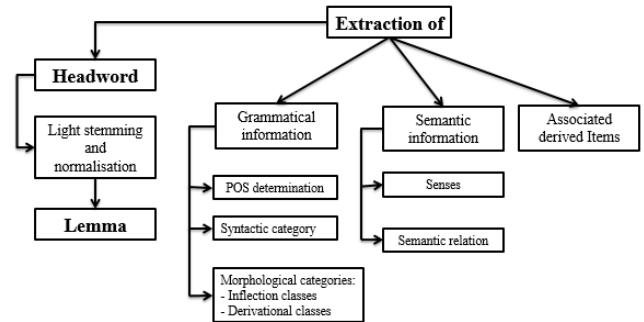 Extraction of
Headword
Light stemming
and
normalisation
Lemma
Grammatical
information
POS determination
Syntactic category
Morphological categories:
- Inflection classes
- Derivational classes
Semantic
information
Senses
Semantic relation
Associated
derived Items